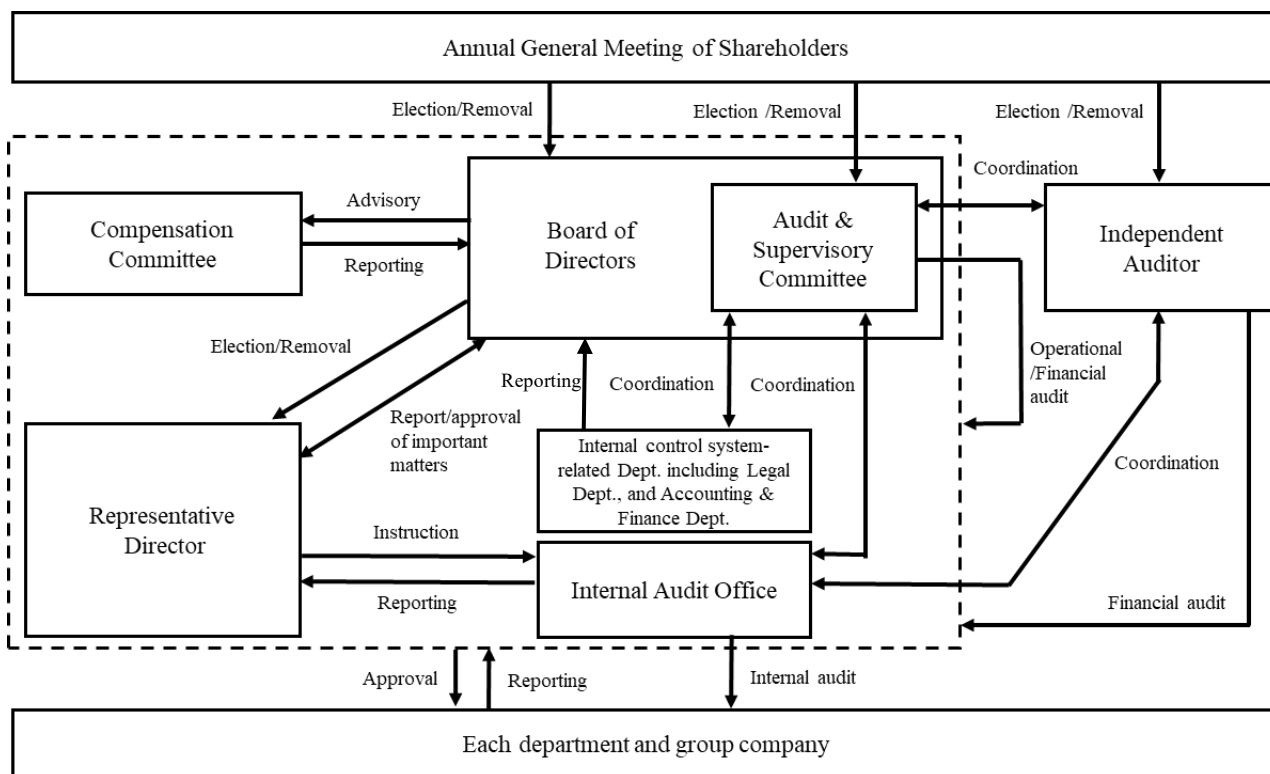 Annual General Meeting of Shareholders
Election/Removal
Election /Removal
Election /Removal
Coordination
Compensation
Committee
Advisory
Reporting
Board of
Directors
Audit &
Supervisory
Committee
Independent
Auditor
Election/Removal
Reporting
Coordination
Coordination
Operational
/Financial
audit
Report/approval
of important
matters
Internal control system-
related Dept. including Legal
Dept., and Accounting &
Finance Dept.
Coordination
Representative
Director
Instruction
Reporting
Internal Audit Office
Financial audit
Approval
Reporting
Internal audit
Each department and group company